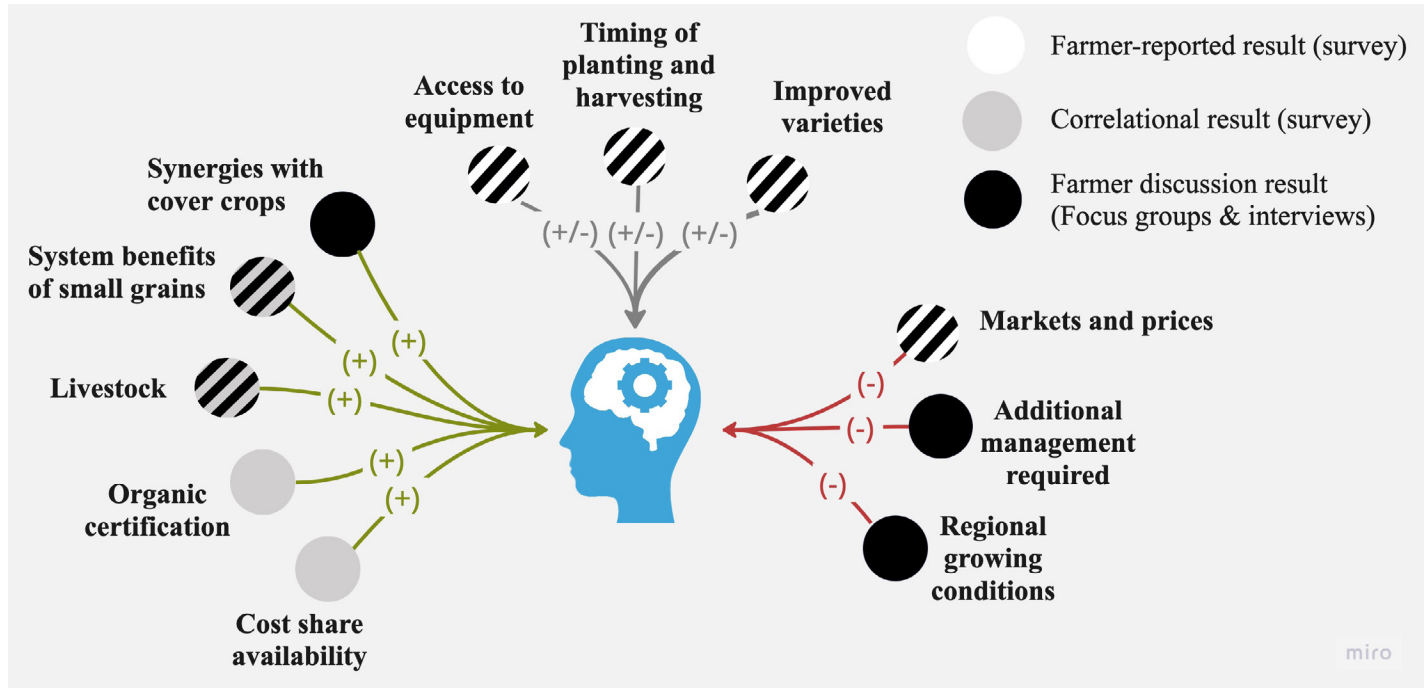 Timing of
planting and
harvesting
Access to
equipment
Improved
varieties
Synergies with
cover crops
System benefits
of small grains
Livestock
Organic
certification
Cost share
availability
(+/-) (+/-) (+/-)
(+)
(+)
(+)
(+)
(+)
Farmer-reported result (survey)
Correlational result (survey)
Farmer discussion result
(Focus groups & interviews)
Markets and prices
Additional
management
required
Regional
growing
conditions
(-)
(-)
(-)
miro